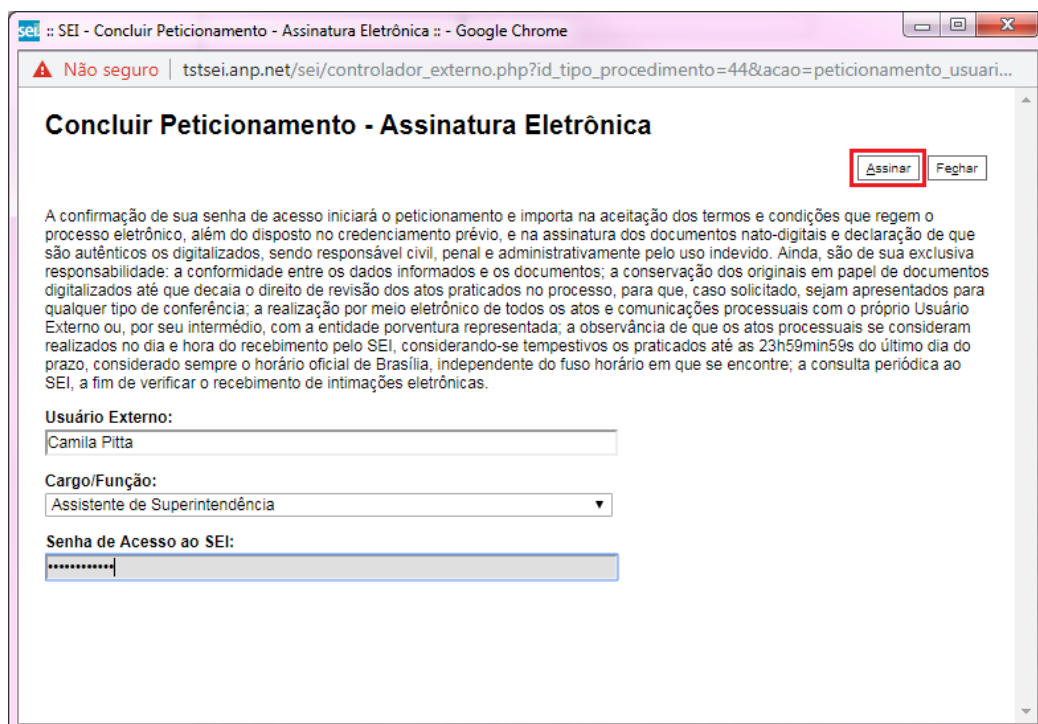 sei :: SEI - Concluir Peticionamento - Assinatura Eletrônica :: - Google Chrome
Não seguro | tstsei.anp.net/sei/controlador_externo.php?id_tipo_procedimento=44&acao=peticionamento_usuari...
Concluir Peticionamento - Assinatura Eletrônica
Assinar Fechar
A confirmação de sua senha de acesso iniciará o peticionamento e importa na aceitação dos termos e condições que regem o
processo eletrônico, além do disposto no credenciamento prévio, e na assinatura dos documentos nato-digitais e declaração de que
são autênticos os digitalizados, sendo responsável civil, penal e administrativamente pelo uso indevido. Ainda, são de sua exclusiva
responsabilidade: a conformidade entre os dados informados e os documentos; a conservação dos originais em papel de documentos
digitalizados até que decaia o direito de revisão dos atos praticados no processo, para que, caso solicitado, sejam apresentados para
qualquer tipo de conferência; a realização por meio eletrônico de todos os atos e comunicações processuais com o próprio Usuário
Externo ou, por seu intermédio, com a entidade porventura representada; a observância de que os atos processuais se consideram
realizados no dia e hora do recebimento pelo SEI, considerando-se tempestivos os praticados até as 23h59min59s do último dia do
prazo, considerado sempre o horário oficial de Brasília, independente do fuso horário em que se encontre; a consulta periódica ao
SEI, a fim de verificar o recebimento de intimações eletrônicas.
Usuário Externo:
Camila Pitta
Cargo/Função:
Assistente de Superintendência
Senha de Acesso ao SEI:
••••••••••••